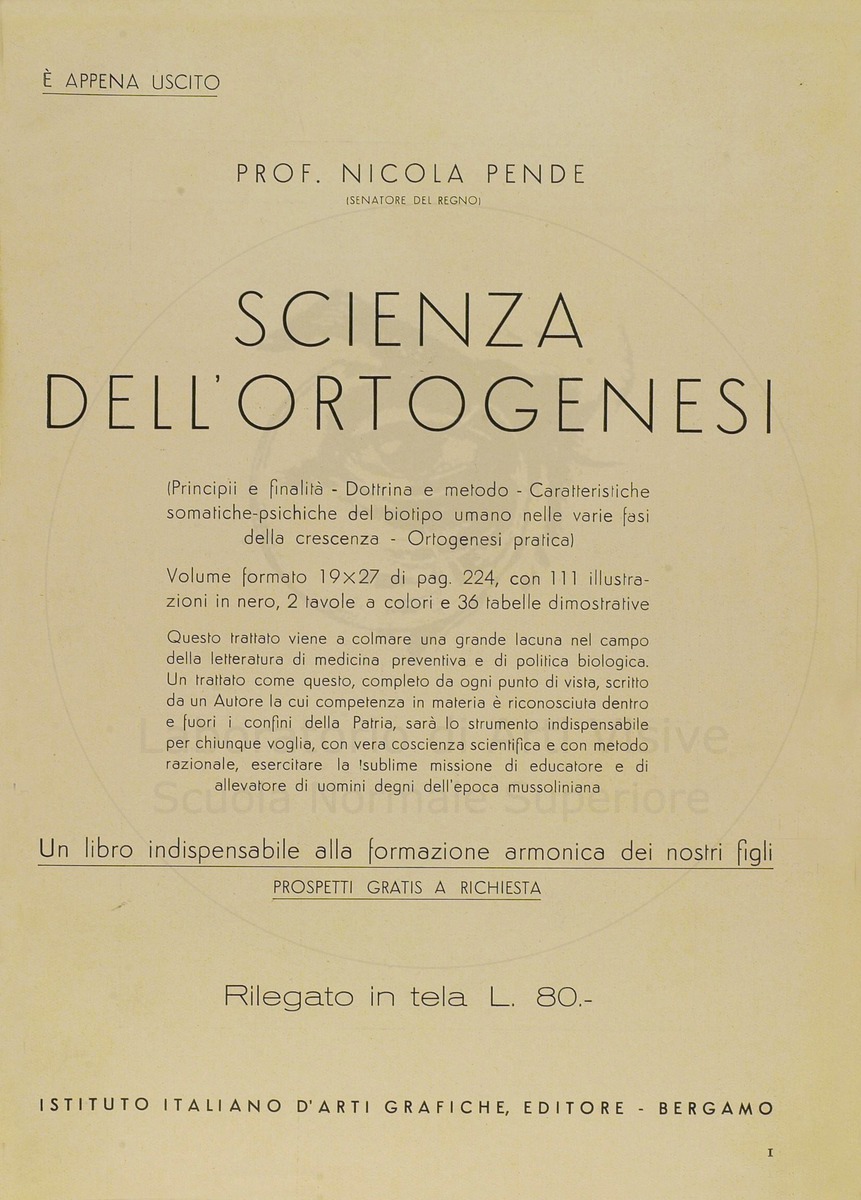 È APPENA USCITO
PROF. NICOLA PENDE
(SENATORE DEL REGNO)
SCIENZA
DELL'ORTOGENESI
(Principii e finalità - Dottrina e metodo - Caratteristiche
somatiche-psichiche del biotipo umano nelle varie fasi
della crescenza - Ortogenesi pratica)
Volume formato 19×27 di pag. 224, con 111 illustra-
zioni in nero, 2 tavole a colori e 36 tabelle dimostrative
Questo trattato viene a colmare una grande lacuna nel campo
della letteratura di medicina preventiva e di politica biologica.
Un trattato come questo, completo da ogni punto di vista, scritto
da un Autore la cui competenza in materia è riconosciuta dentro
e fuori i confini della Patria, sarà lo strumento indispensabile
per chiunque voglia, con vera coscienza scientifica e con metodo
razionale, esercitare la sublime missione di educatore e di
allevatore di uomini degni dell'epoca mussoliniana
Scuola Normale Superiore
Un libro indispensabile alla formazione armonica dei nostri figli
PROSPETTI GRATIS A RICHIESTA
Rilegato in tela L. 80.-
ISTITUTO ITALIANO D'ARTI GRAFICHE, EDITORE - BERGAMO
I